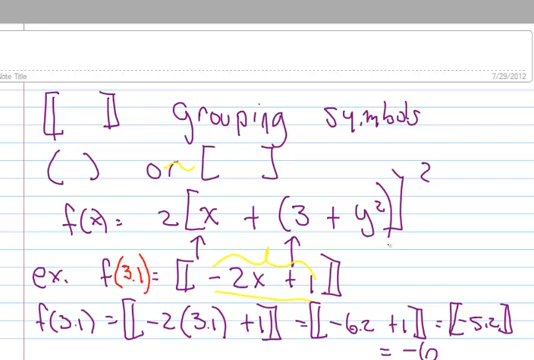 Note Title
7/29/2012
⟦ ⟧ grouping symbols
( ) or [ ]
f(x) = 2[x + (3 + y²)]²
ex. f(3.1) = ⟦-2x + 1⟧
f(3.1) = ⟦-2(3.1) + 1⟧ = ⟦-6.2 + 1⟧ = ⟦-5.2⟧
= -6